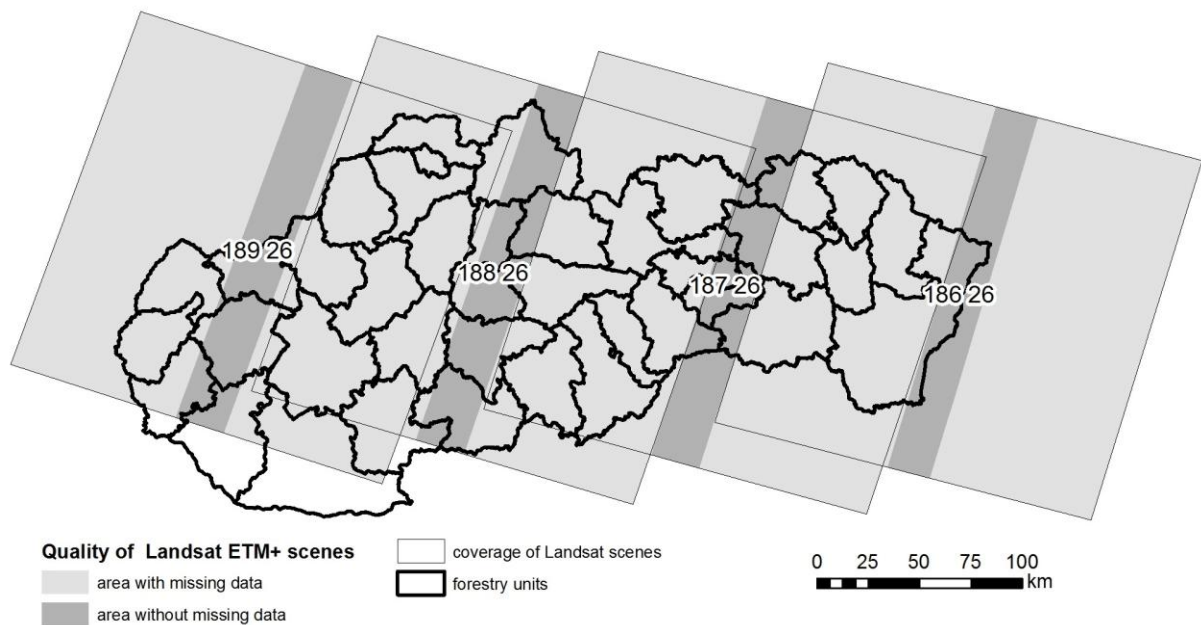 189 26
188 26
187 26
186 26
Quality of Landsat ETM+ scenes
area with missing data
area without missing data
coverage of Landsat scenes
forestry units
0 25 50 75 100
km